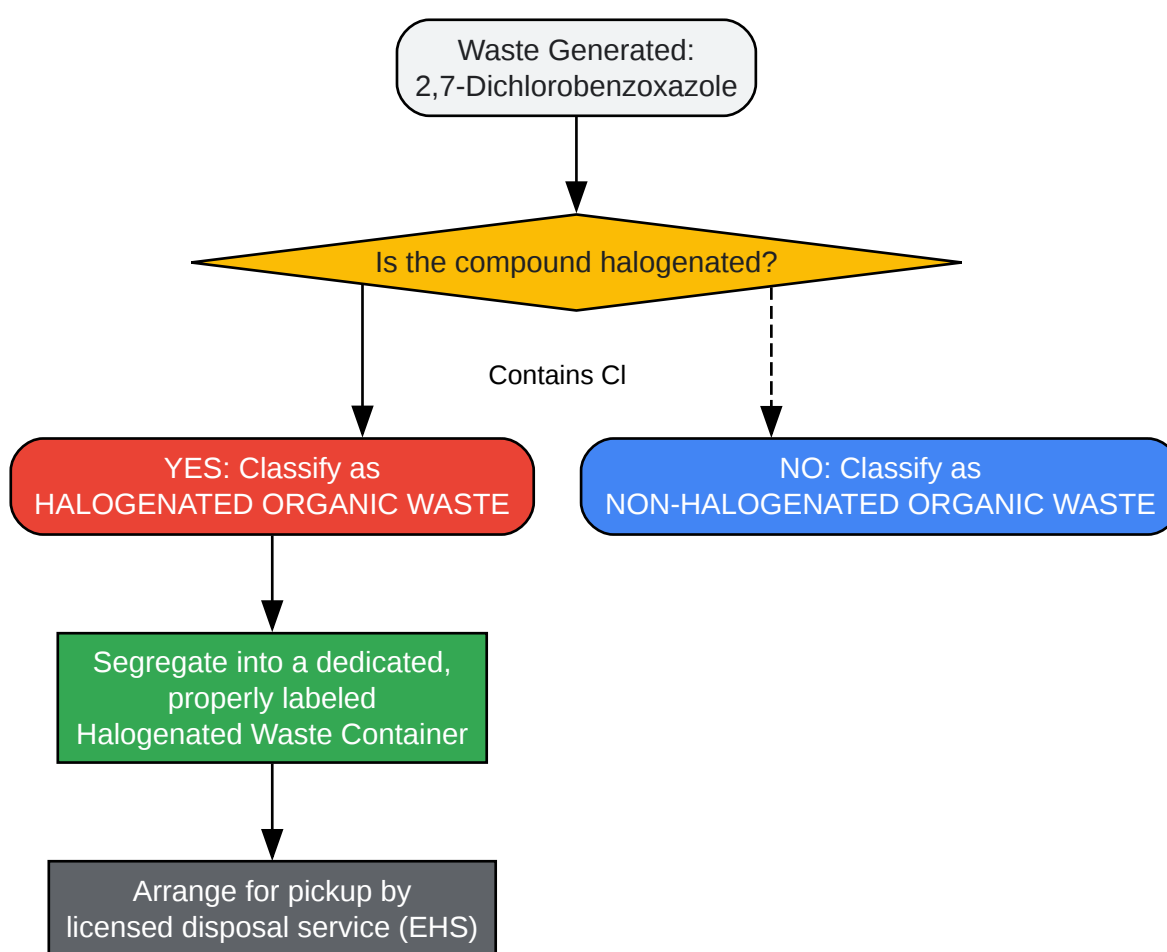 Waste Generated:
2,7-Dichlorobenzoxazole
Is the compound halogenated?
Contains Cl
YES: Classify as
HALOGENATED ORGANIC WASTE
NO: Classify as
NON-HALOGENATED ORGANIC WASTE
Segregate into a dedicated,
properly labeled
Halogenated Waste Container
Arrange for pickup by
licensed disposal service (EHS)